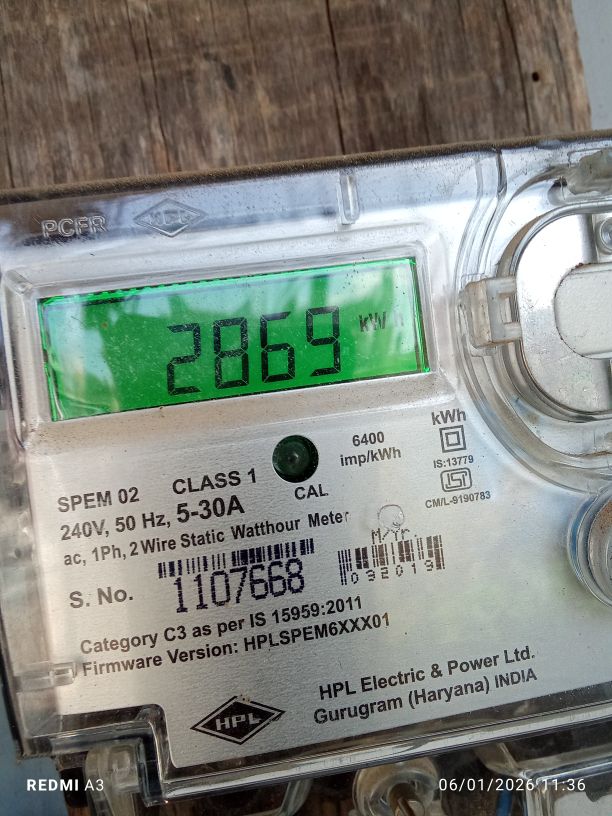 PCFR HPL
2869 kWh
6400
imp/kWh
kWh
IS:13779
CM/L-9190783
CAL
SPEM 02 CLASS 1
240V, 50 Hz, 5-30A
ac, 1Ph, 2 Wire Static Watthour Meter
M/Yr
S. No. 1107668 092019
Category C3 as per IS 15959:2011
Firmware Version: HPLSPEM6XXX01
HPL
HPL Electric & Power Ltd.
Gurugram (Haryana) INDIA
REDMI A3
06/01/2026 11:36